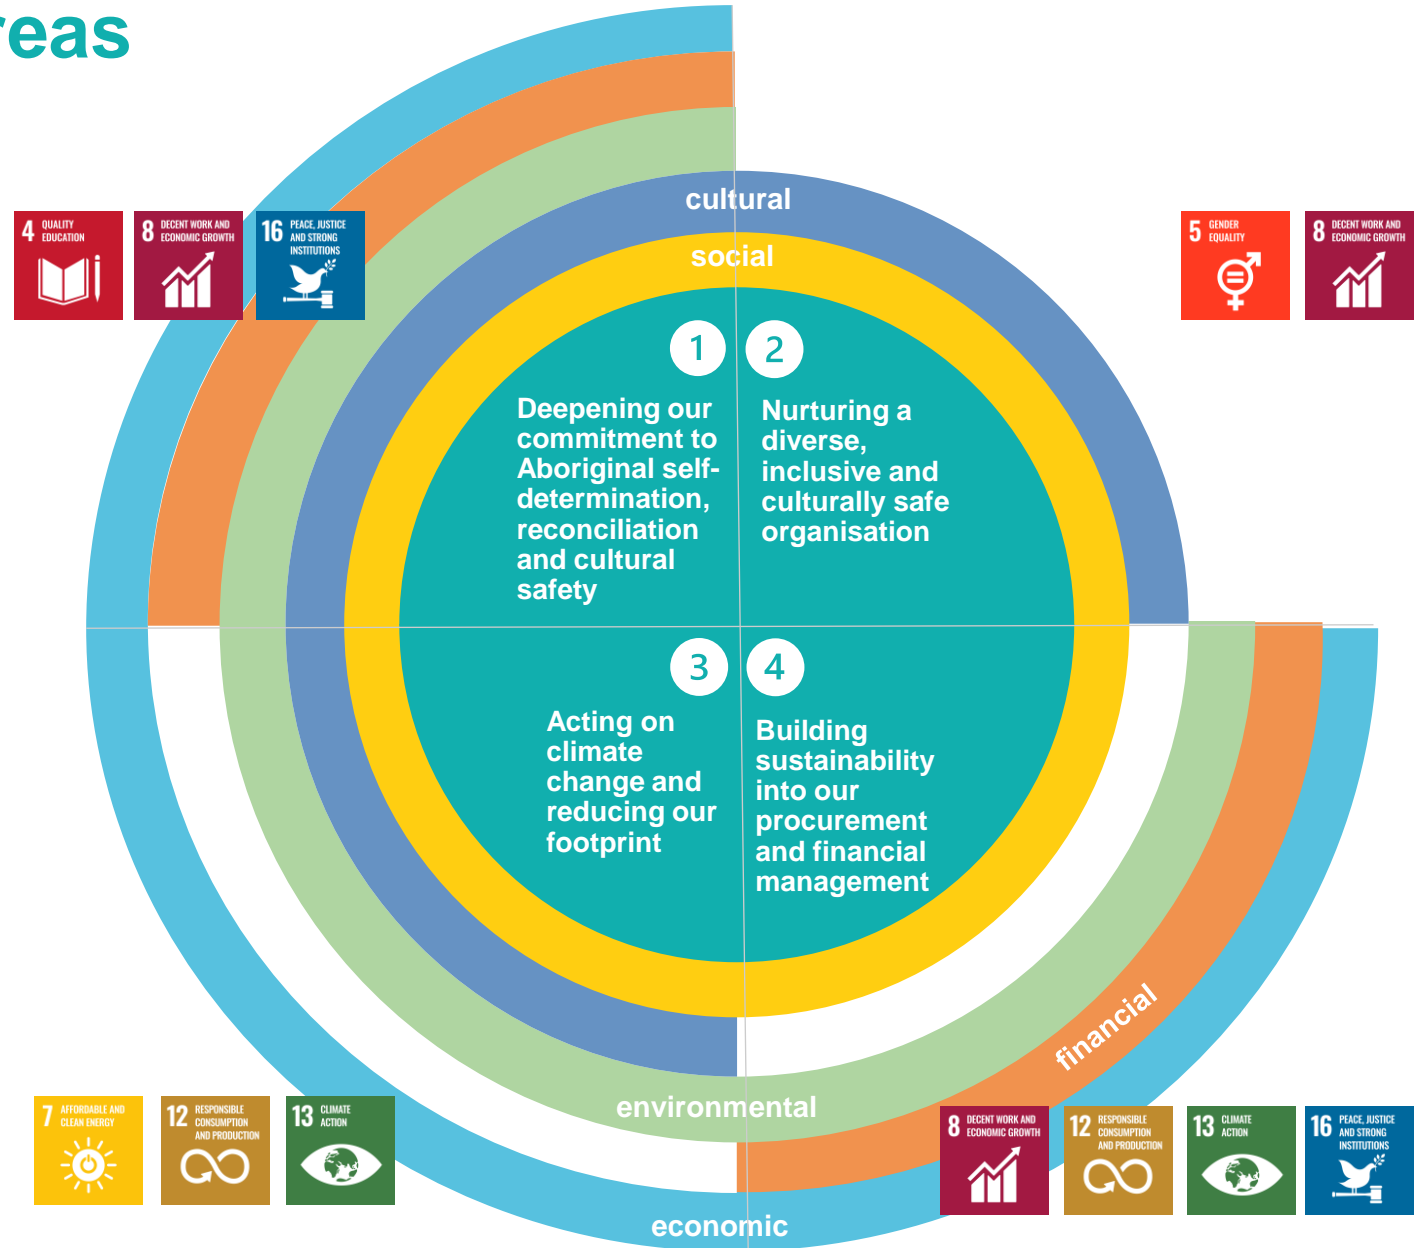 reas
cultural
social
4 QUALITY
EDUCATION
8 DECENT WORK AND
ECONOMIC GROWTH
16 PEACE, JUSTICE
AND STRONG
INSTITUTIONS
5 GENDER
EQUALITY
8 DECENT WORK AND
ECONOMIC GROWTH
1
Deepening our
commitment to
Aboriginal self-
determination,
reconciliation
and cultural
safety
2
Nurturing a
diverse,
inclusive and
culturally safe
organisation
3
Acting on
climate
change and
reducing our
footprint
4
Building
sustainability
into our
procurement
and financial
management
financial
environmental
economic
7 AFFORDABLE AND
CLEAN ENERGY
12 RESPONSIBLE
CONSUMPTION
AND PRODUCTION
13 CLIMATE
ACTION
8 DECENT WORK AND
ECONOMIC GROWTH
12 RESPONSIBLE
CONSUMPTION
AND PRODUCTION
13 CLIMATE
ACTION
16 PEACE, JUSTICE
AND STRONG
INSTITUTIONS